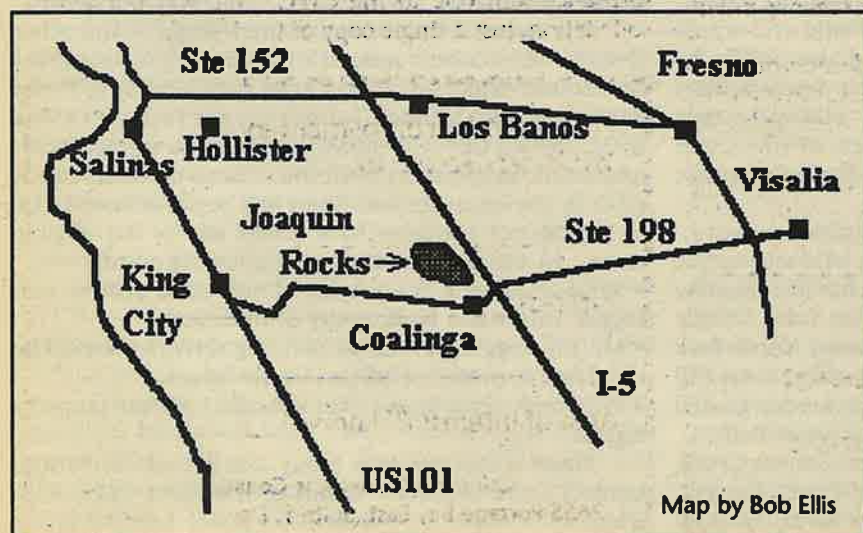 Ste 152
Fresno
Los Banos
Salinas
Hollister
Visalia
Joaquin
Rocks
Ste 198
King
City
Coalinga
I-5
US101
Map by Bob Ellis